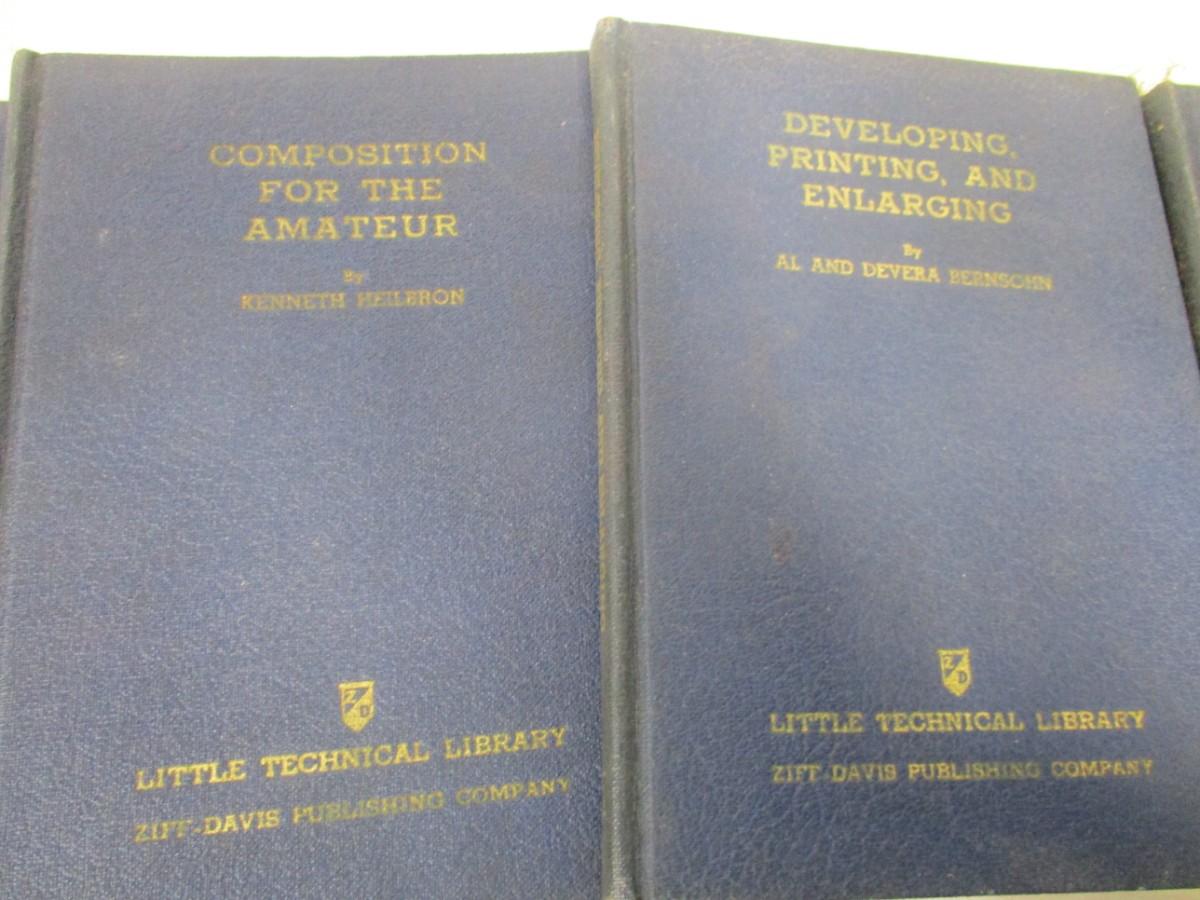 COMPOSITION
FOR THE
AMATEUR
By
KENNETH HEILBRON
Z
D
LITTLE TECHNICAL LIBRARY
ZIFF-DAVIS PUBLISHING COMPANY
DEVELOPING,
PRINTING, AND
ENLARGING
By
AL AND DEVERA BERNSOHN
Z
D
LITTLE TECHNICAL LIBRARY
ZIFF-DAVIS PUBLISHING COMPANY